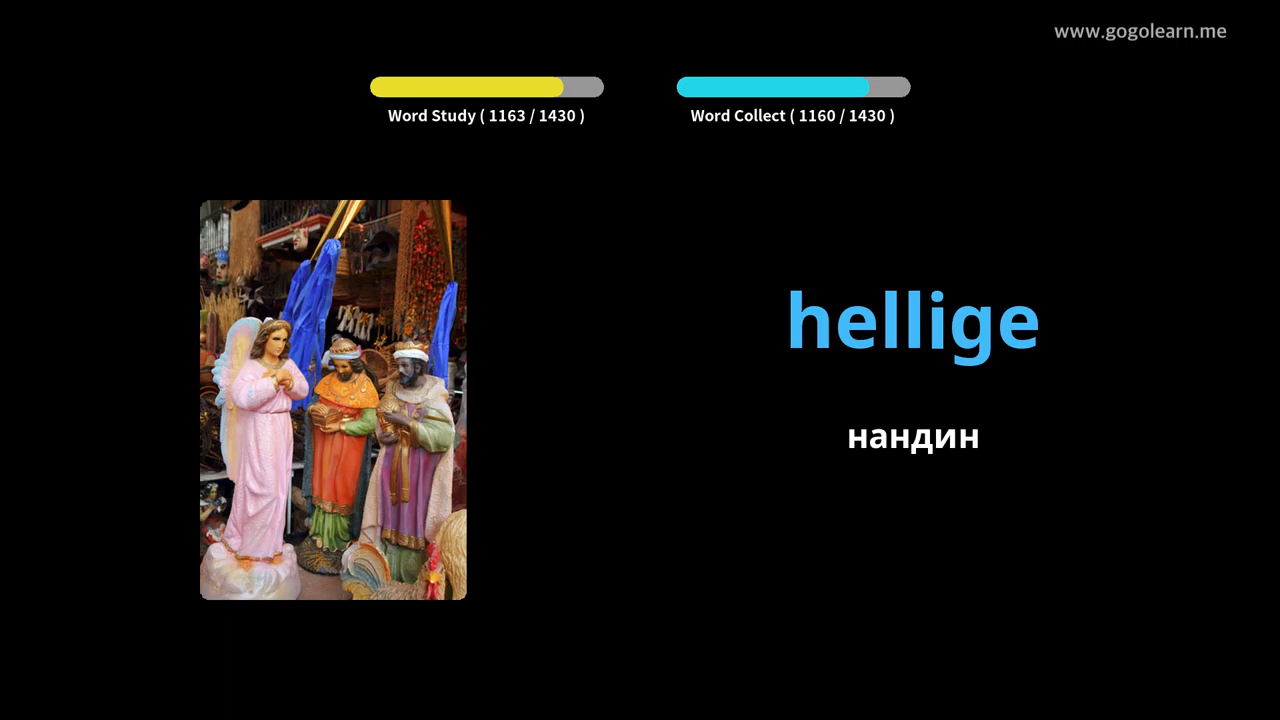 www.gogolearn.me
Word Study ( 1163 / 1430 )
Word Collect ( 1160 / 1430 )
hellige
нандин